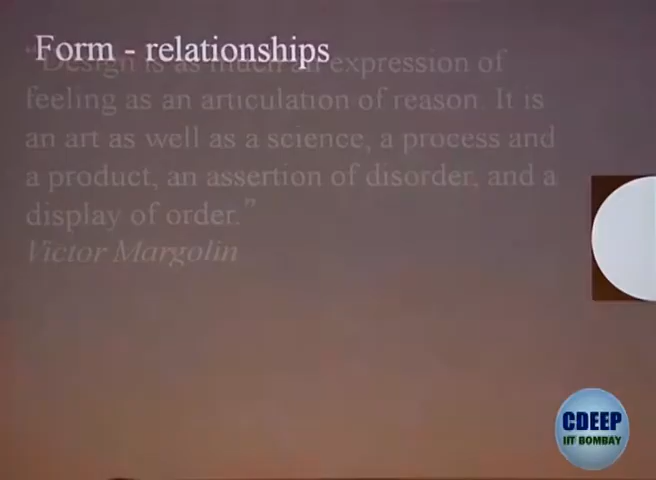 Form - relationships
"Design is as much an expression of
feeling as an articulation of reason. It is
an art as well as a science, a process and
a product, an assertion of disorder, and a
display of order."
Victor Margolin
CDEEP
IIT BOMBAY